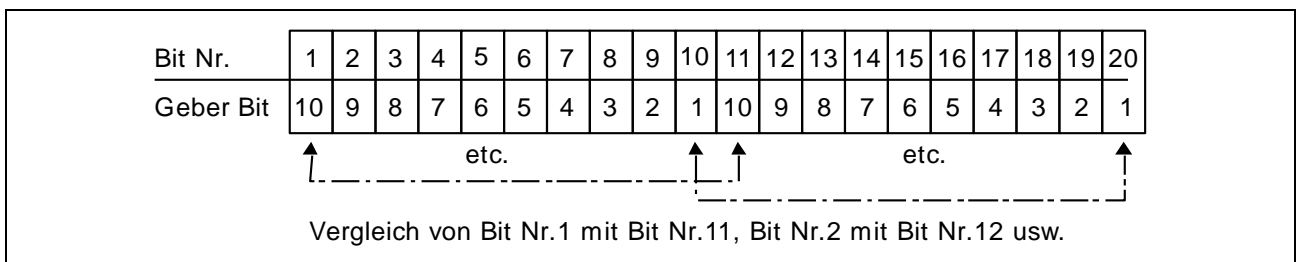 Bit Nr. 1 2 3 4 5 6 7 8 9 10 11 12 13 14 15 16 17 18 19 20
Geber Bit 10 9 8 7 6 5 4 3 2 1 10 9 8 7 6 5 4 3 2 1
etc. etc.
Vergleich von Bit Nr.1 mit Bit Nr.11, Bit Nr.2 mit Bit Nr.12 usw.